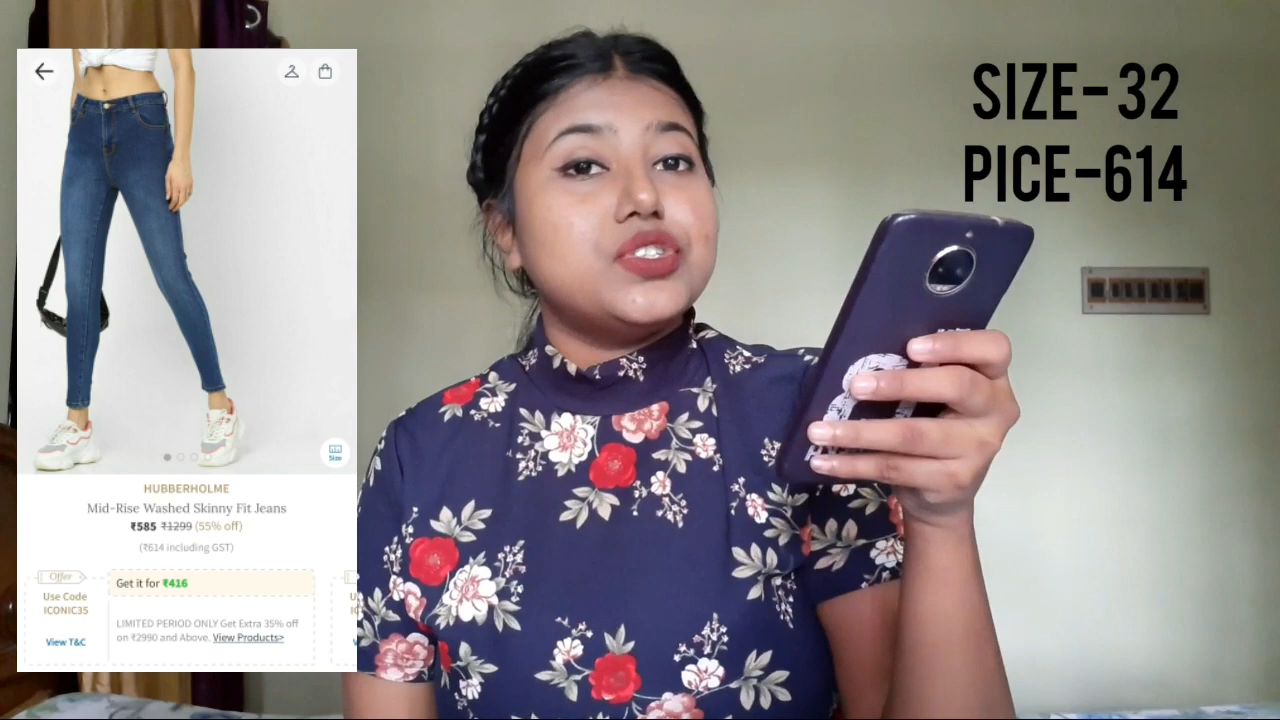 SIZE-32
PICE-614
Size
HUBBERHOLME
Mid-Rise Washed Skinny Fit Jeans
₹585 ₹1299 (55% off)
(₹614 including GST)
Offer
Get it for ₹416
Use Code
ICONIC35
LIMITED PERIOD ONLY Get Extra 35% off
on ₹2990 and Above. View Products>
View T&C